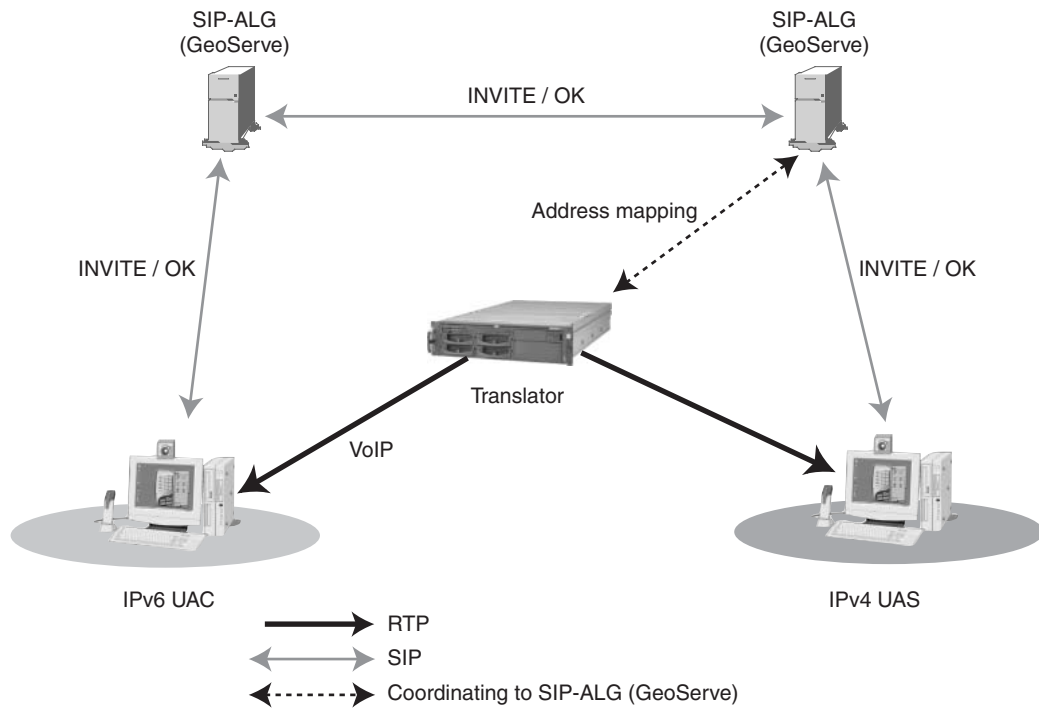 SIP-ALG
(GeoServe)
SIP-ALG
(GeoServe)
INVITE / OK
Address mapping
INVITE / OK
INVITE / OK
Translator
VoIP
IPv6 UAC
IPv4 UAS
RTP
SIP
Coordinating to SIP-ALG (GeoServe)